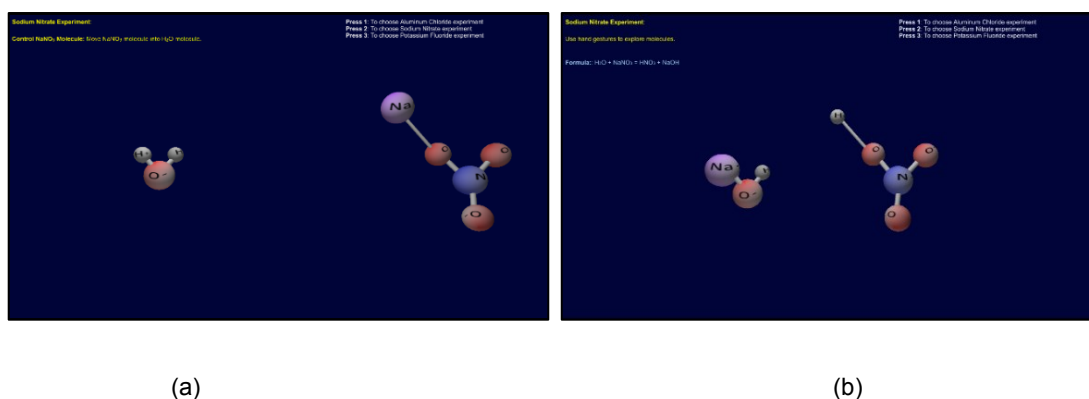 Sodium Nitrate Experiment:
Control NaNO₃ Molecule: Move NaNO₃ molecule into H₂O molecule.
Press 1: To choose Aluminum Chloride experiment
Press 2: To choose Sodium Nitrate experiment
Press 3: To choose Potassium Fluoride experiment
Na
H+
O-
O
O
N
O-
(a)
Sodium Nitrate Experiment:
Use hand gestures to explore molecules.
Formula: H₂O + NaNO₃ = HNO₃ + NaOH
Press 1: To choose Aluminum Chloride experiment
Press 2: To choose Sodium Nitrate experiment
Press 3: To choose Potassium Fluoride experiment
H
Na
O-
O
O
N
O
(b)